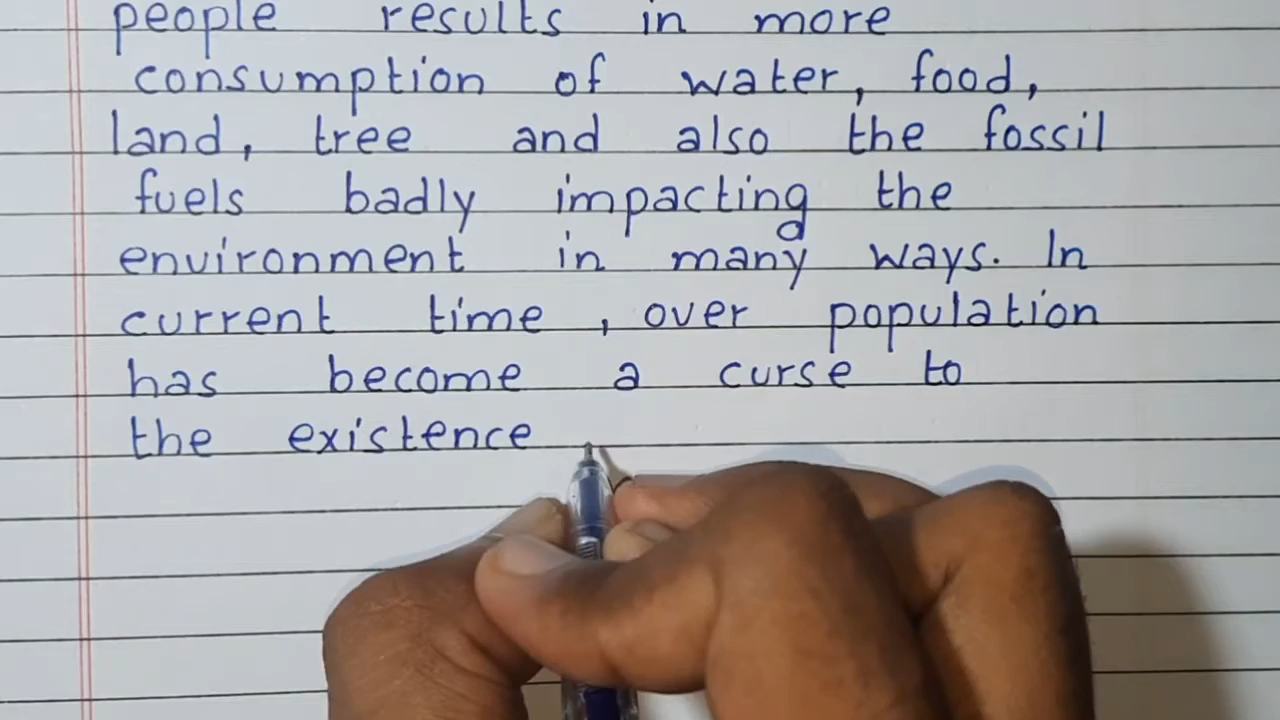 people results in more
consumption of water, food,
land, tree and also the fossil
fuels badly impacting the
environment in many ways. In
current time, over population
has become a curse to
the existence